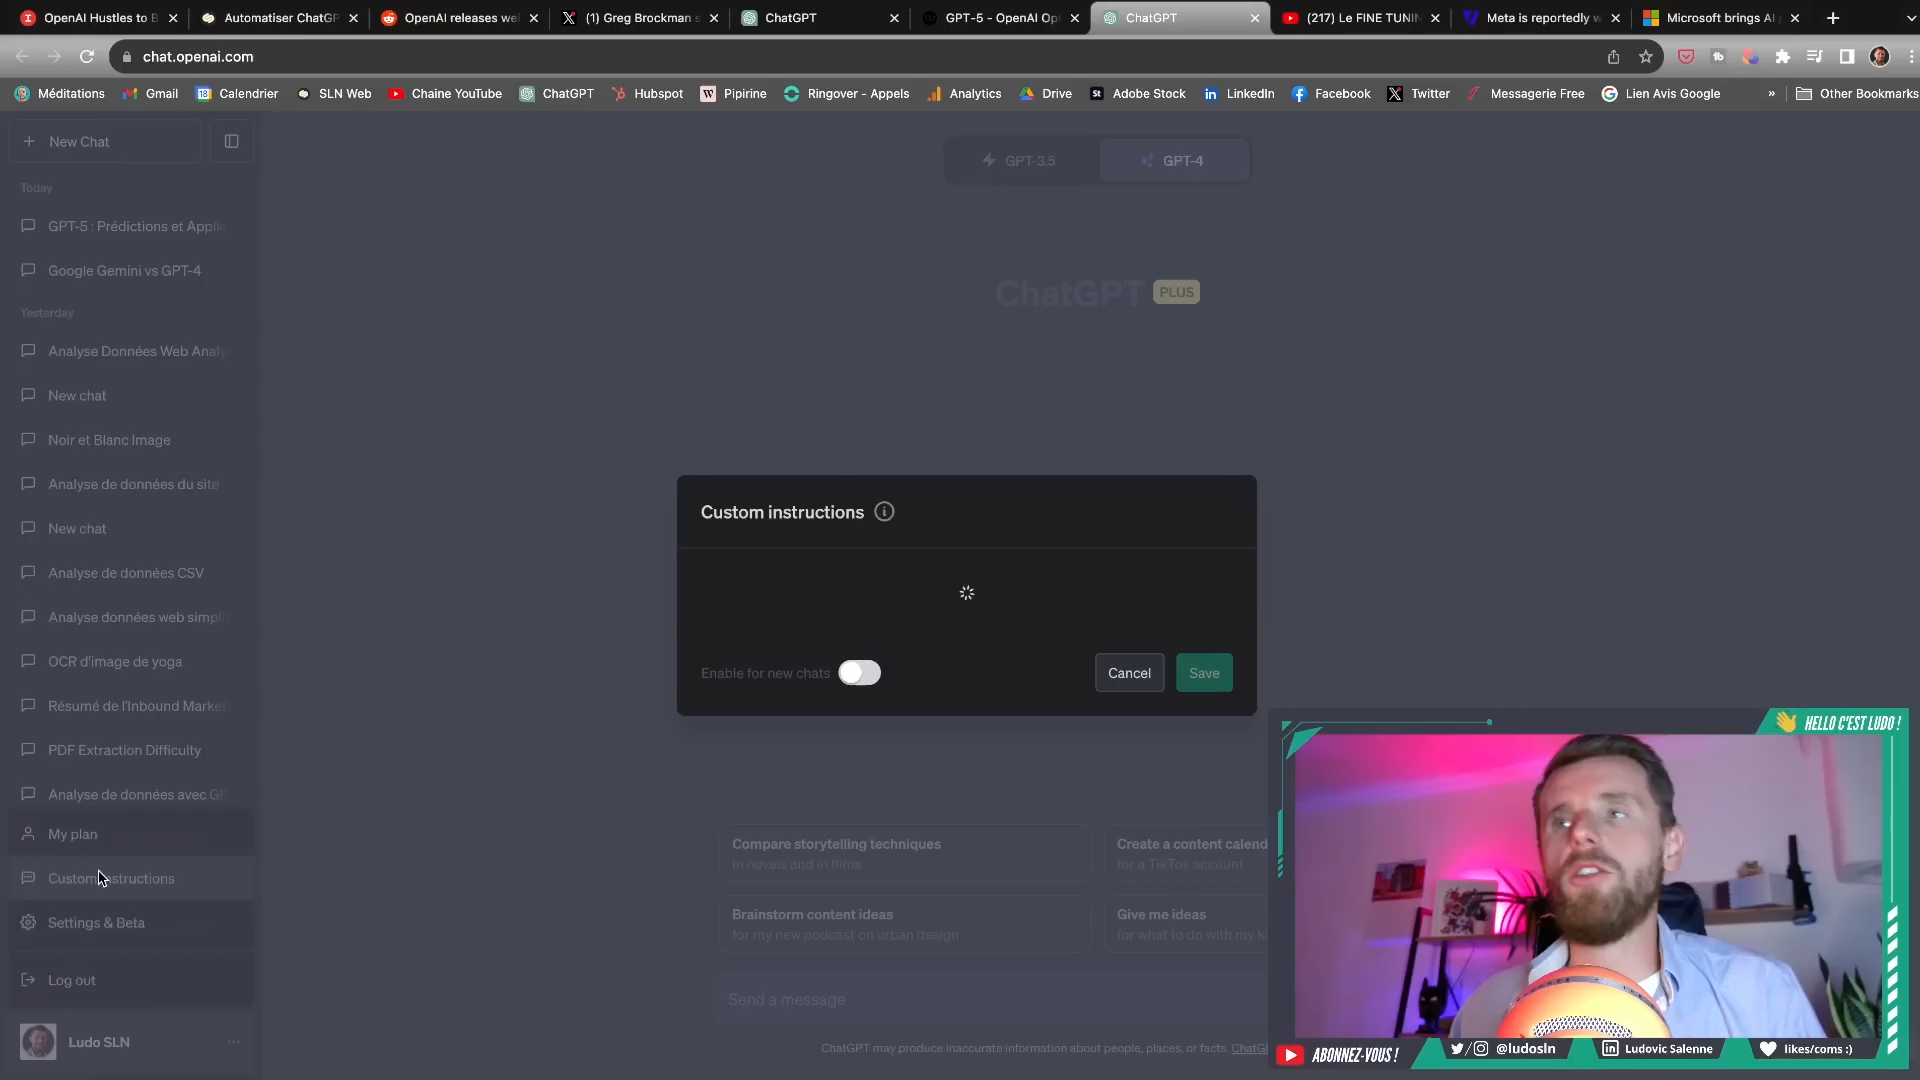 OpenAI Hustles to B
Automatiser ChatGP
OpenAI releases we
(1) Greg Brockman s
ChatGPT
GPT-5 - OpenAI Op
ChatGPT
(217) Le FINE TUNIN
Meta is reportedly w
Microsoft brings AI
chat.openai.com
Méditations
Gmail
18
Calendrier
SLN Web
Chaine YouTube
ChatGPT
Hubspot
Pipirine
Ringover - Appels
Analytics
Drive
St
Adobe Stock
LinkedIn
Facebook
Twitter
Messagerie Free
Lien Avis Google
»
Other Bookmarks
+ New Chat
GPT-3.5
GPT-4
Today
GPT-5 : Prédictions et Applic
Google Gemini vs GPT-4
ChatGPT PLUS
Yesterday
Analyse Données Web Analy
New chat
Noir et Blanc Image
Analyse de données du site
New chat
Analyse de données CSV
Analyse données web simpli
OCR d'image de yoga
Résumé de l'Inbound Market
PDF Extraction Difficulty
Analyse de données avec GP
Custom instructions
Enable for new chats
Cancel
Save
My plan
Custom instructions
Settings & Beta
Log out
Ludo SLN
Compare storytelling techniques
in novels and in films
Create a content calend
for a TikTok account
Brainstorm content ideas
for my new podcast on urban design
Give me ideas
for what to do with my k
Send a message
ChatGPT may produce inaccurate information about people, places, or facts. ChatG
HELLO C'EST LUDO !
ABONNEZ-VOUS !
@ludosln
Ludovic Salenne
likes/coms :)